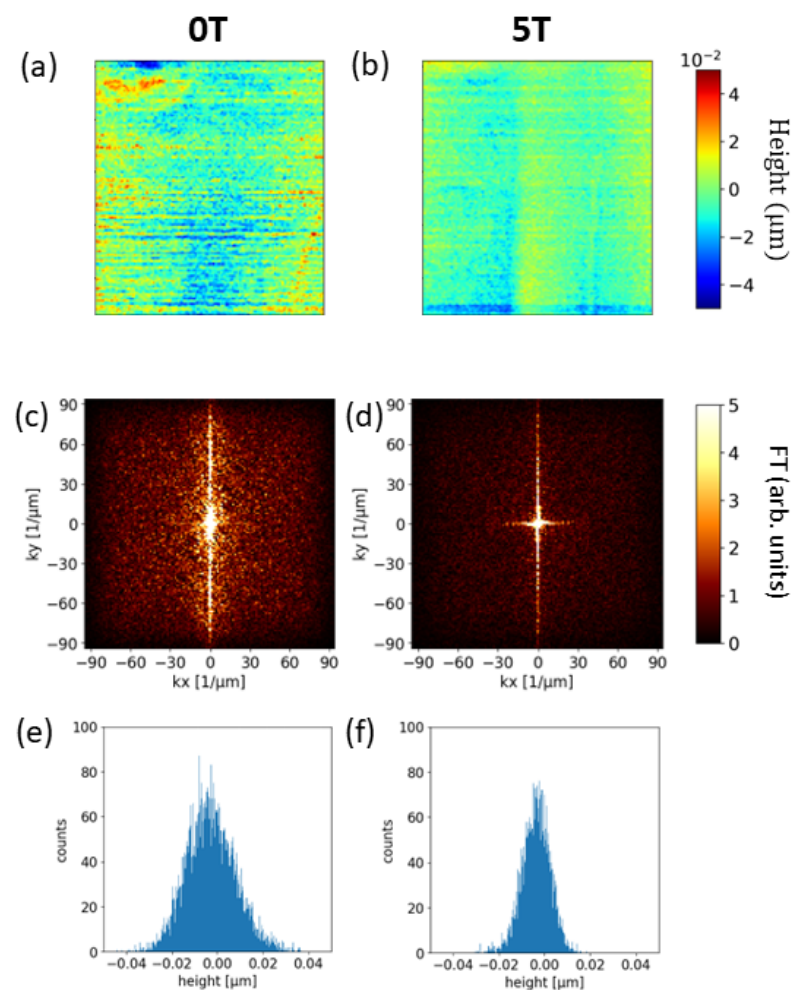 0T 5T
(a) (b)
10⁻²
4
2
0
−2
−4
Height (µm)
(c) (d)
90
60
30
0
−30
−60
−90
ky [1/µm]
−90 −60 −30 0 30 60 90
kx [1/µm]
90
60
30
0
−30
−60
−90
ky [1/µm]
−90 −60 −30 0 30 60 90
kx [1/µm]
5
4
3
2
1
0
FT (arb. units)
(e) (f)
100
80
60
40
20
0
counts
−0.04 −0.02 0.00 0.02 0.04
height [µm]
100
80
60
40
20
0
counts
−0.04 −0.02 0.00 0.02 0.04
height [µm]